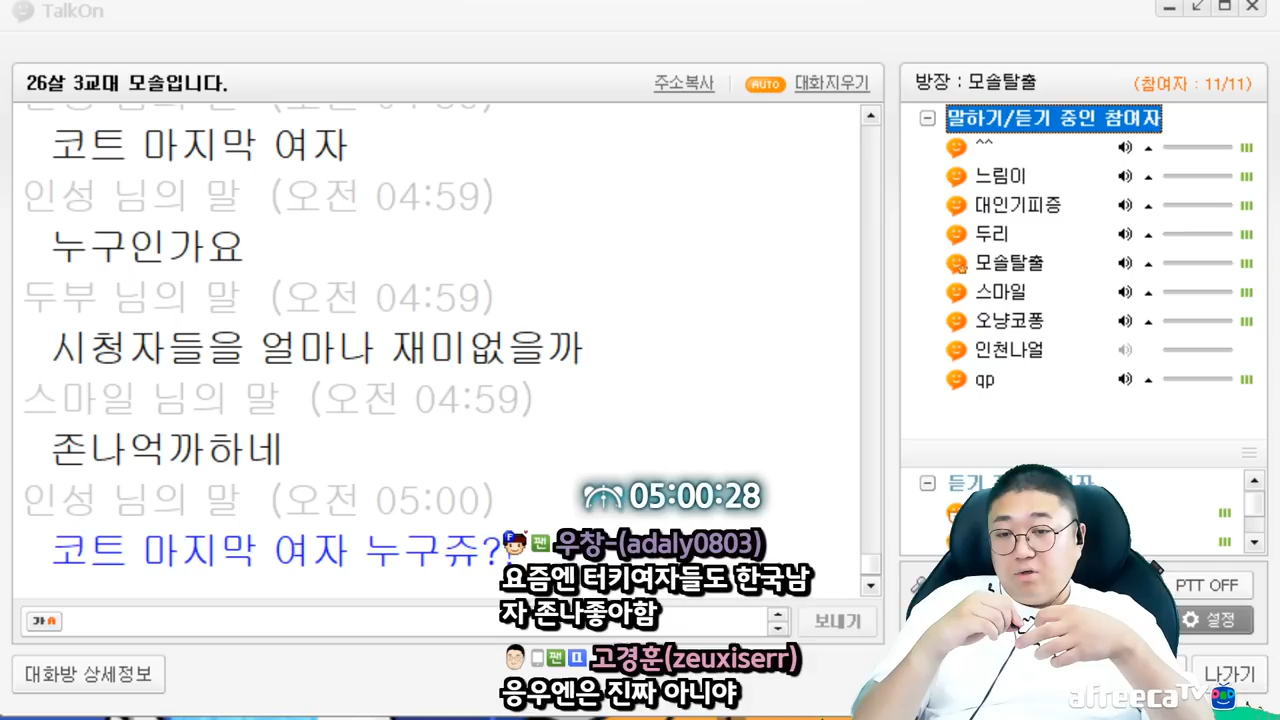 TalkOn
26살 3교대 모솔입니다.
주소복사
AUTO
대화지우기
코트 마지막 여자
인성 님의 말 (오전 04:59)
누구인가요
두부 님의 말 (오전 04:59)
시청자들을 얼마나 재미없을까
스마일 님의 말 (오전 04:59)
존나억까하네
인성 님의 말 (오전 05:00)
코트 마지막 여자 누구쥬?
보내기
대화방 상세정보
방장 : 모솔탈출
(참여자 : 11/11)
말하기/듣기 중인 참여자
^^
느림이
대인기피증
두리
모솔탈출
스마일
오냥코퐁
인천나얼
qp
PTT OFF
설정
나가기
05:00:28
팬 우창-(adaly0803)
요즘엔 터키여자들도 한국남
자 존나좋아함
팬 고경훈(zeuxiserr)
응우엔은 진짜 아니야
afreecaTV